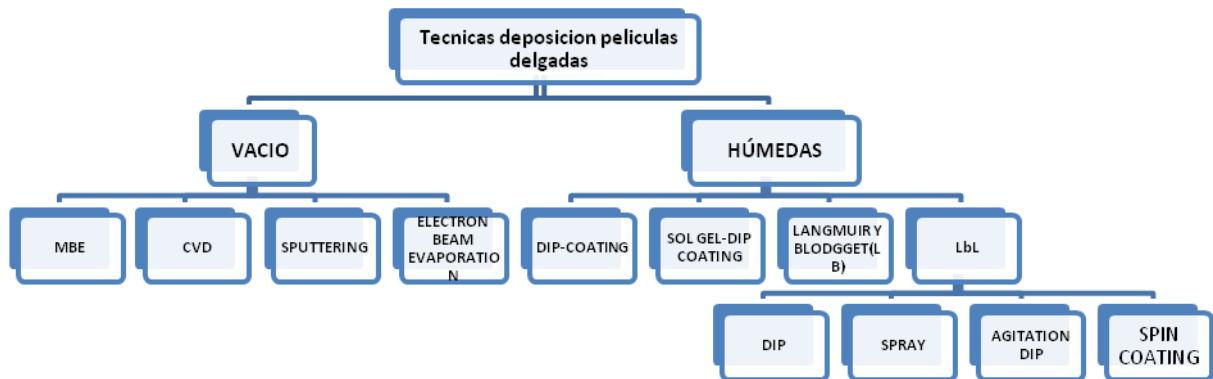 Tecnicas deposicion peliculas
delgadas
VACIO
HÚMEDAS
MBE
CVD
SPUTTERING
ELECTRON
BEAM
EVAPORATIO
N
DIP-COATING
SOL GEL-DIP
COATING
LANGMUIR Y
BLODGGET(L
B)
LbL
DIP
SPRAY
AGITATION
DIP
SPIN
COATING